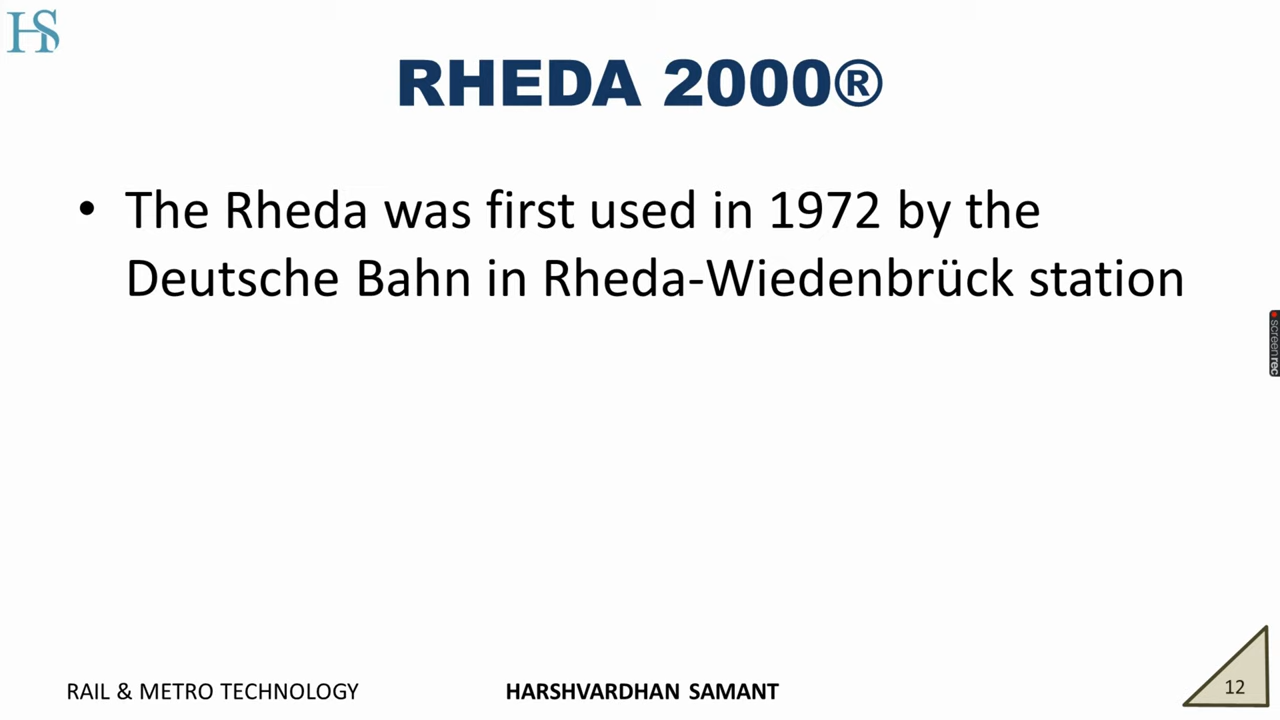 HS
RHEDA 2000®
• The Rheda was first used in 1972 by the
Deutsche Bahn in Rheda-Wiedenbrück station
screenrec
RAIL & METRO TECHNOLOGY
HARSHVARDHAN SAMANT
12